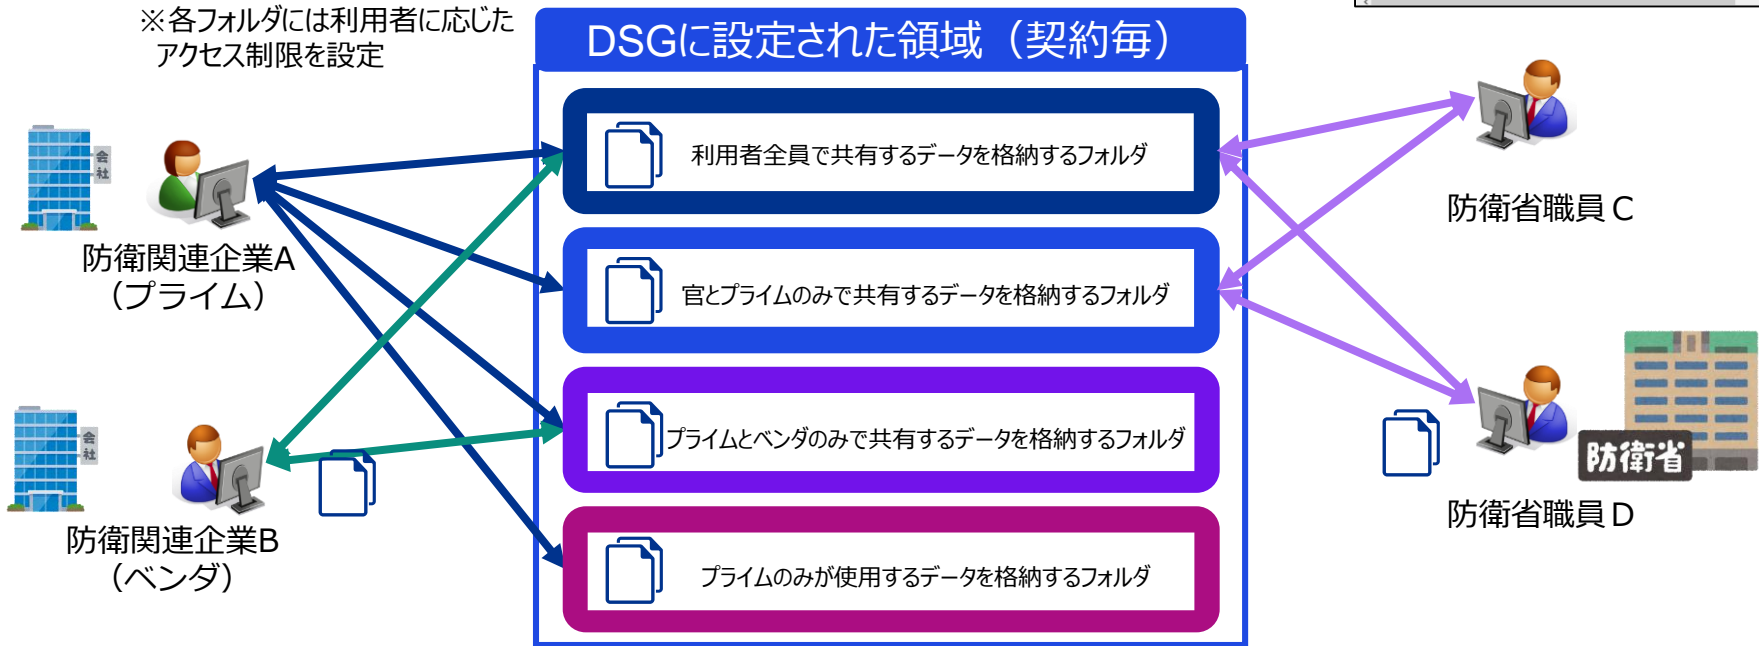 ※各フォルダには利用者に応じた
アクセス制限を設定
DSGに設定された領域（契約毎）
会社
防衛関連企業A
（プライム）
会社
防衛関連企業B
（ベンダ）
利用者全員で共有するデータを格納するフォルダ
官とプライムのみで共有するデータを格納するフォルダ
プライムとベンダのみで共有するデータを格納するフォルダ
プライムのみが使用するデータを格納するフォルダ
防衛省職員Ｃ
防衛省
防衛省職員Ｄ